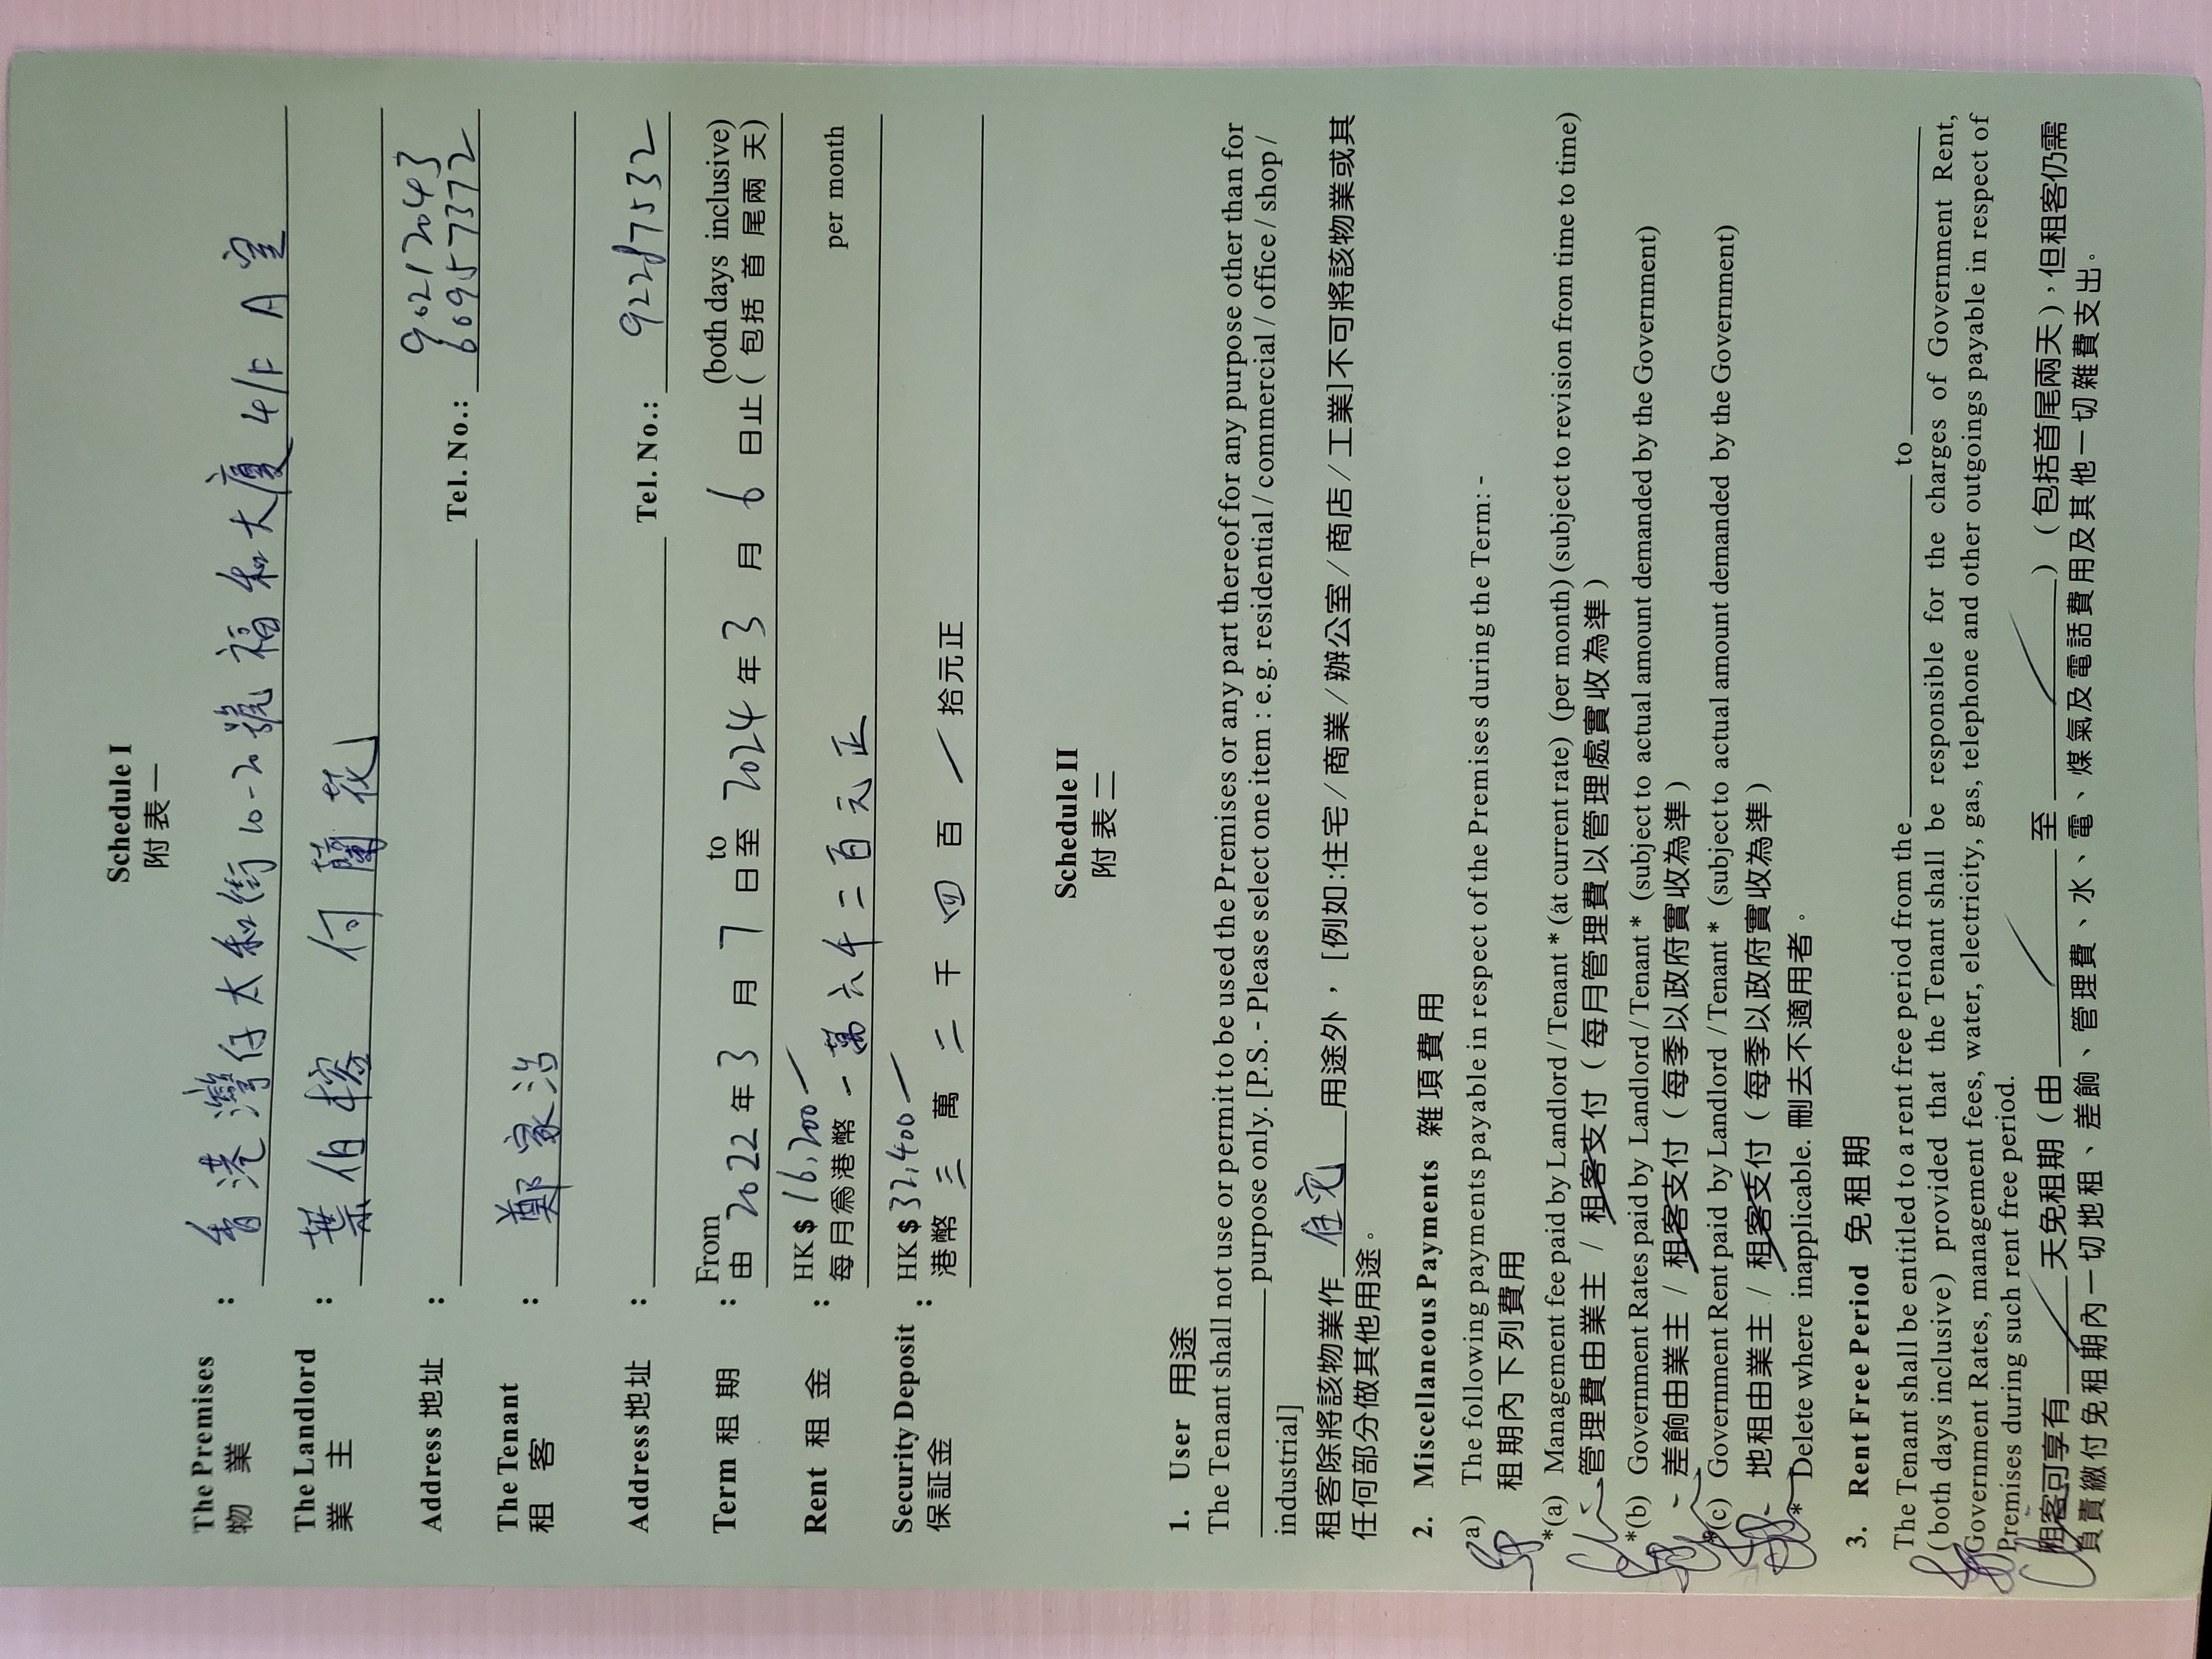 Schedule I
附表一
The Premises : 香港灣仔太和街10-20號福和大廈 4/F A室
物業
The Landlord : 葉伯榕 付蘭花
業主
9021 2043
Address 地址 : Tel. No.: 6095 7372
The Tenant : 鄭家浩
租客
Address 地址 : Tel. No.: 9228 7532
From to (both days inclusive)
Term 租期 : 由 2022 年 3 月 7 日至 2024 年 3 月 6 日止 ( 包括首尾兩天 )
HK$ 16,200 per month
Rent 租金 : 每月為港幣 一萬六千二百元正
Security Deposit : HK$ 32,400
保証金 港幣 三 萬 二 千 四 百 / 拾元正
Schedule II
附表二
1. User 用途
The Tenant shall not use or permit to be used the Premises or any part thereof for any purpose other than for
purpose only. [P.S. - Please select one item : e.g. residential / commercial / office / shop /
industrial]
租客除將該物業作 住宅 用途外，[例如:住宅 / 商業 / 辦公室 / 商店 / 工業]不可將該物業或其
任何部分做其他用途。
2. Miscellaneous Payments 雜項費用
(a) The following payments payable in respect of the Premises during the Term: -
租期內下列費用
*(a) Management fee paid by Landlord / Tenant * (at current rate) (per month) (subject to revision from time to time)
管理費由業主 / 租客支付 ( 每月管理費以管理處實收為準 )
*(b) Government Rates paid by Landlord / Tenant * (subject to actual amount demanded by the Government)
差餉由業主 / 租客支付 ( 每季以政府實收為準 )
*(c) Government Rent paid by Landlord / Tenant * (subject to actual amount demanded by the Government)
地租由業主 / 租客支付 ( 每季以政府實收為準 )
* Delete where inapplicable. 刪去不適用者。
3. Rent Free Period 免租期
The Tenant shall be entitled to a rent free period from the to
( both days inclusive) provided that the Tenant shall be responsible for the charges of Government Rent,
Government Rates, management fees, water, electricity, gas, telephone and other outgoings payable in respect of
Premises during such rent free period.
租客可享有 天免租期 ( 由 至 ) ( 包括首尾兩天 )，但租客仍需
負責繳付免租期內一切地租、差餉、管理費、水、電、煤氣及電話費用及其他一切雜費支出。